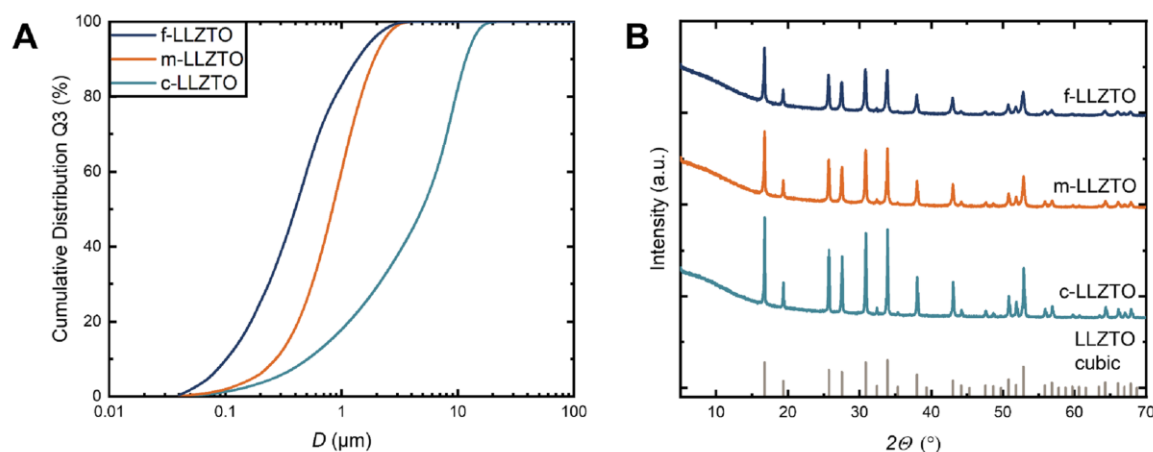 A
f-LLZTO
m-LLZTO
c-LLZTO
Cumulative Distribution Q3 (%)
100
80
60
40
20
0
0.01
0.1
1
10
100
D (µm)
B
f-LLZTO
m-LLZTO
c-LLZTO
LLZTO
cubic
Intensity (a.u.)
10
20
30
40
50
60
70
2Θ (°)